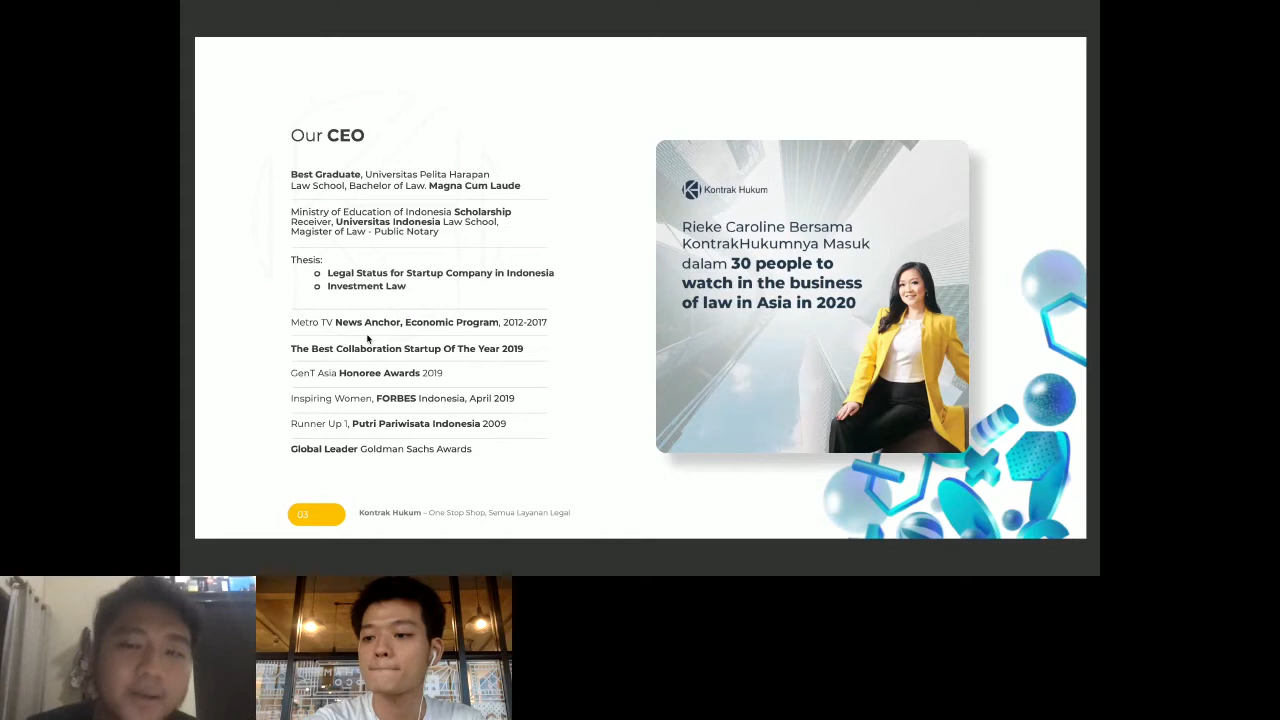 Our CEO
Best Graduate, Universitas Pelita Harapan
Law School, Bachelor of Law. Magna Cum Laude
Ministry of Education of Indonesia Scholarship
Receiver, Universitas Indonesia Law School,
Magister of Law - Public Notary
Thesis:
o Legal Status for Startup Company in Indonesia
o Investment Law
Metro TV News Anchor, Economic Program, 2012-2017
The Best Collaboration Startup Of The Year 2019
GenT Asia Honoree Awards 2019
Inspiring Women, FORBES Indonesia, April 2019
Runner Up 1, Putri Pariwisata Indonesia 2009
Global Leader Goldman Sachs Awards
03
Kontrak Hukum – One Stop Shop, Semua Layanan Legal
Kontrak Hukum
Rieke Caroline Bersama
KontrakHukumnya Masuk
dalam 30 people to
watch in the business
of law in Asia in 2020